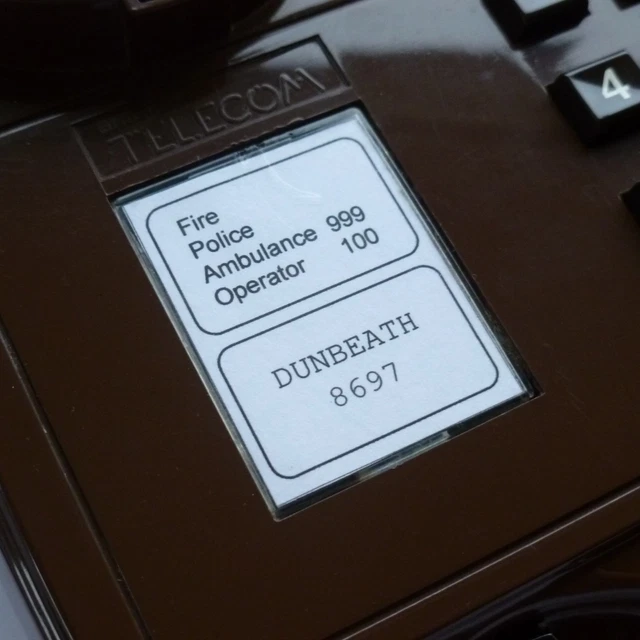 TELECOM
Fire
Police
Ambulance 999
Operator 100
DUNBEATH
8697
4